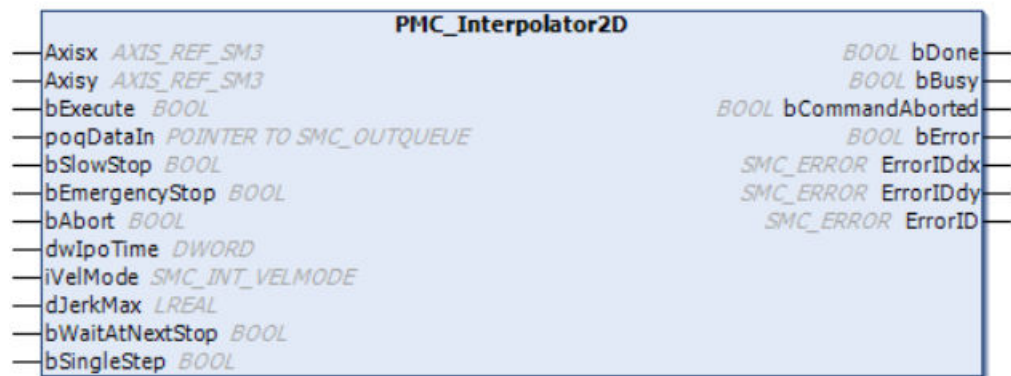 PMC_Interpolator2D
Axisx AXIS_REF_SM3 BOOL bDone
Axisy AXIS_REF_SM3 BOOL bBusy
bExecute BOOL BOOL bCommandAborted
poqDataIn POINTER TO SMC_OUTQUEUE BOOL bError
bSlowStop BOOL SMC_ERROR ErrorIDdx
bEmergencyStop BOOL SMC_ERROR ErrorIDdy
bAbort BOOL SMC_ERROR ErrorID
dwIpoTime DWORD
iVelMode SMC_INT_VELMODE
dJerkMax LREAL
bWaitAtNextStop BOOL
bSingleStep BOOL